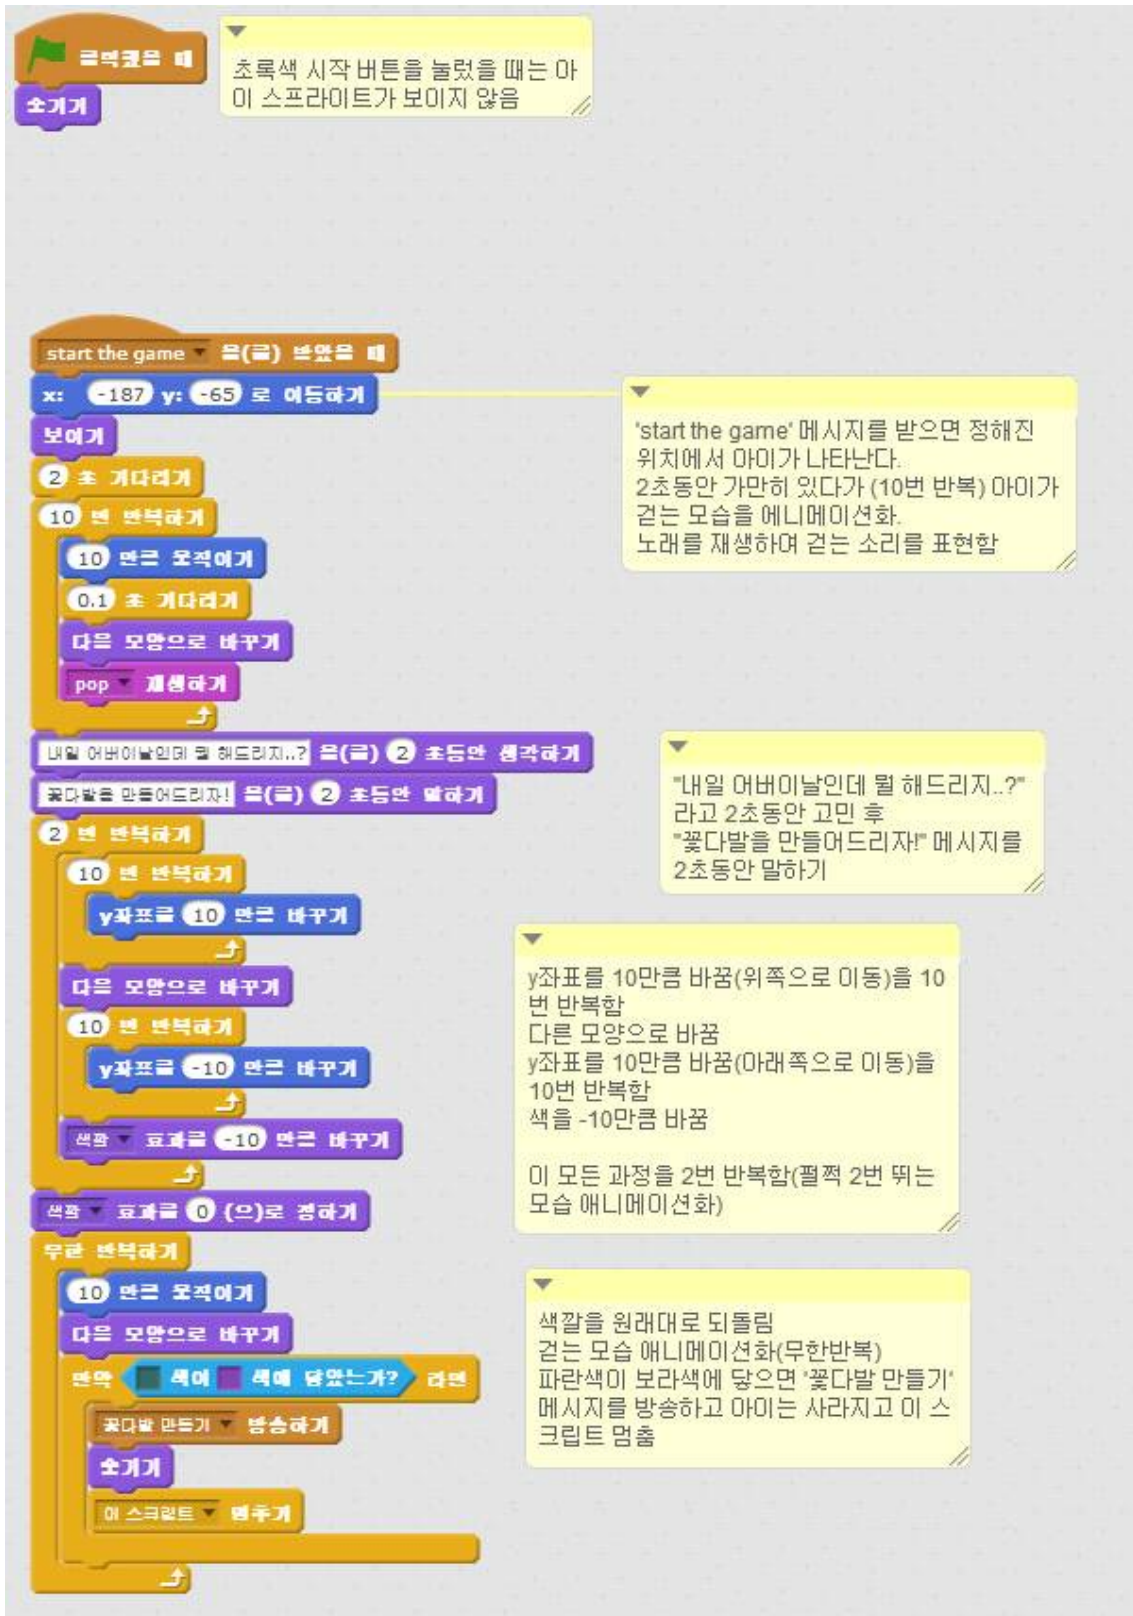 클릭했을 때
초록색 시작 버튼을 눌렀을 때는 아
이 스프라이트가 보이지 않음
숨기기
start the game 을(를) 받았을 때
x: -187 y: -65 로 이동하기
보이기
2 초 기다리기
10 번 반복하기
10 만큼 움직이기
0.1 초 기다리기
다음 모양으로 바꾸기
pop 재생하기
'start the game' 메시지를 받으면 정해진
위치에서 아이가 나타난다.
2초동안 가만히 있다가 (10번 반복) 아이가
걷는 모습을 에니메이션화.
노래를 재생하여 걷는 소리를 표현함
내일 어버이날인데 뭘 해드리지..? 을(를) 2 초동안 생각하기
꽃다발을 만들어드리자! 을(를) 2 초동안 말하기
"내일 어버이날인데 뭘 해드리지..?"
라고 2초동안 고민 후
"꽃다발을 만들어드리자!" 메시지를
2초동안 말하기
2 번 반복하기
10 번 반복하기
y좌표를 10 만큼 바꾸기
다음 모양으로 바꾸기
10 번 반복하기
y좌표를 -10 만큼 바꾸기
색깔 효과를 -10 만큼 바꾸기
y좌표를 10만큼 바꿈(위쪽으로 이동)을 10
번 반복함
다른 모양으로 바꿈
y좌표를 10만큼 바꿈(아래쪽으로 이동)을
10번 반복함
색을 -10만큼 바꿈
이 모든 과정을 2번 반복함(펄쩍 2번 뛰는
모습 애니메이션화)
색깔 효과를 0 (으)로 정하기
무한 반복하기
10 만큼 움직이기
다음 모양으로 바꾸기
만약 색이 색에 닿았는가? 라면
꽃다발 만들기 방송하기
숨기기
이 스크립트 멈추기
색깔을 원래대로 되돌림
걷는 모습 애니메이션화(무한반복)
파란색이 보라색에 닿으면 '꽃다발 만들기'
메시지를 방송하고 아이는 사라지고 이 스
크립트 멈춤